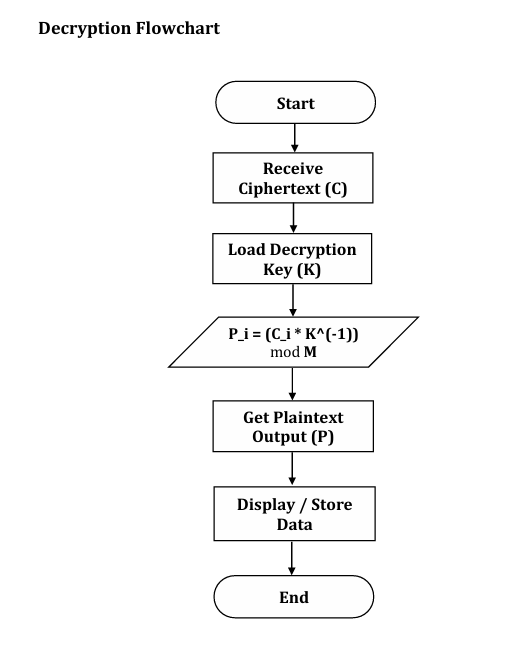 Decryption Flowchart
Start
Receive
Ciphertext (C)
Load Decryption
Key (K)
P_i = (C_i * K^(-1))
mod M
Get Plaintext
Output (P)
Display / Store
Data
End